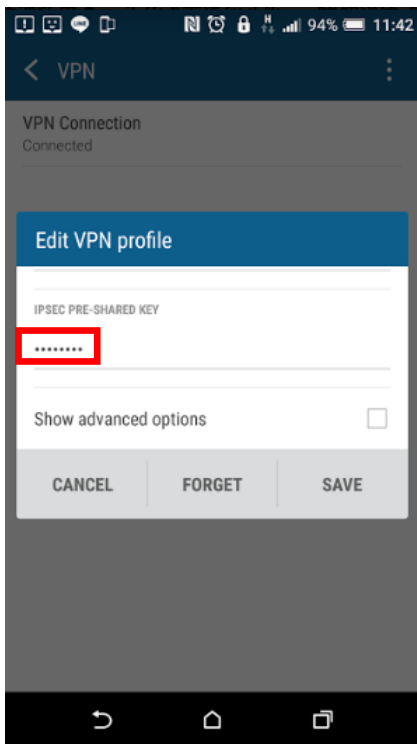 94% 11:42
VPN
VPN Connection
Connected
Edit VPN profile
IPSEC PRE-SHARED KEY
........
Show advanced options
CANCEL FORGET SAVE